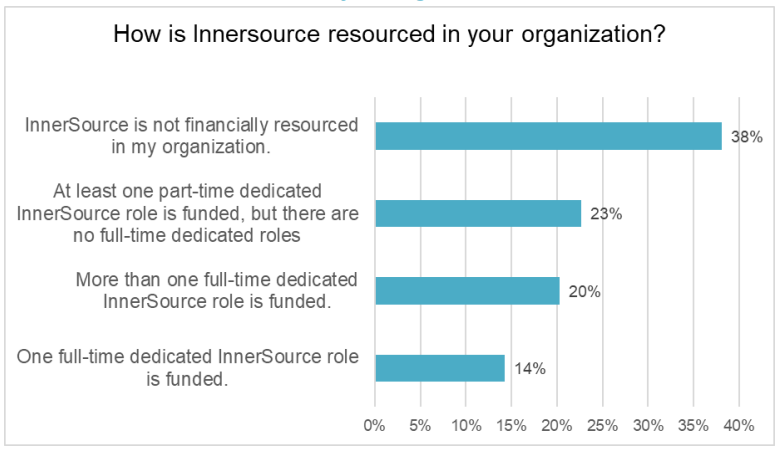 How is Innersource resourced in your organization?
InnerSource is not financially resourced
in my organization.
38%
At least one part-time dedicated
InnerSource role is funded, but there are
no full-time dedicated roles
23%
More than one full-time dedicated
InnerSource role is funded.
20%
One full-time dedicated InnerSource role
is funded.
14%
0% 5% 10% 15% 20% 25% 30% 35% 40%